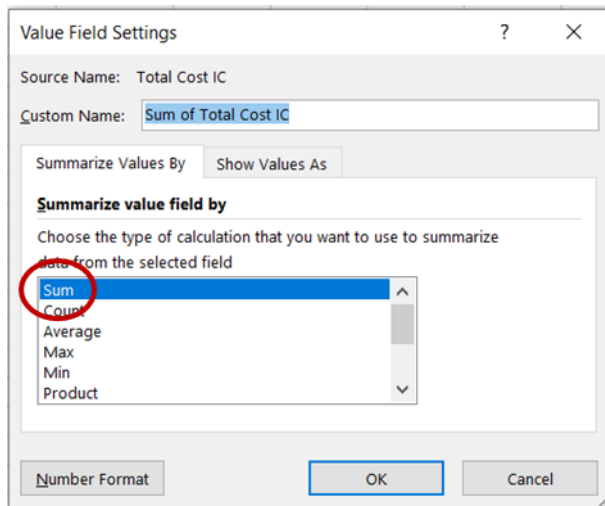 Value Field Settings ? ×
Source Name: Total Cost IC
Custom Name: Sum of Total Cost IC
Summarize Values By Show Values As
Summarize value field by
Choose the type of calculation that you want to use to summarize
data from the selected field
Sum
Count
Average
Max
Min
Product
Number Format OK Cancel